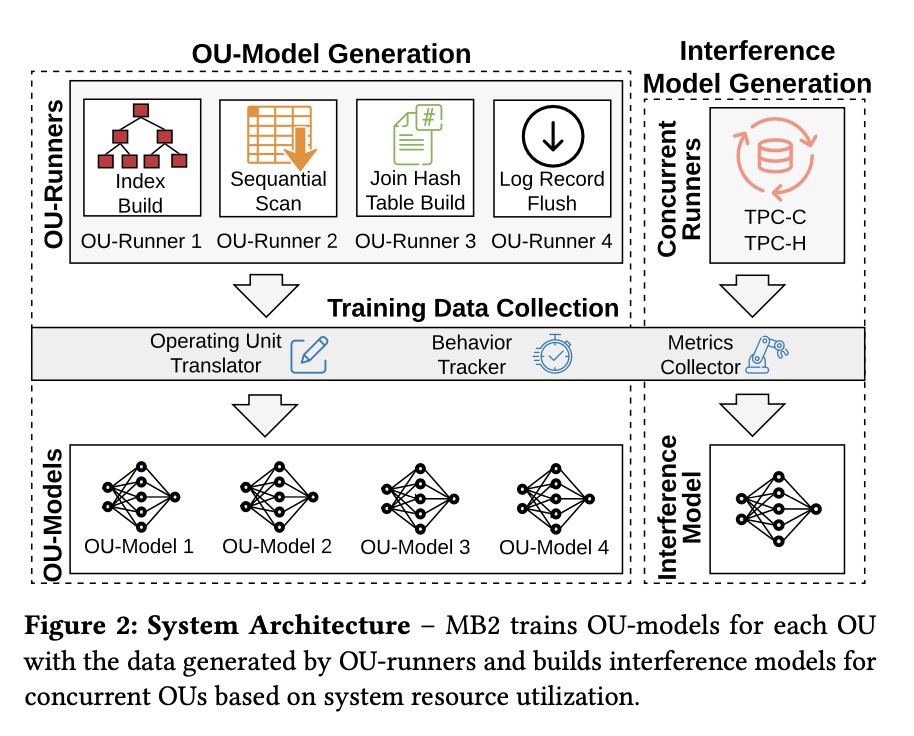 OU-Model Generation
Interference
Model Generation
OU-Runners
Index
Build
Sequantial
Scan
Join Hash
Table Build
#
Log Record
Flush
OU-Runner 1
OU-Runner 2
OU-Runner 3
OU-Runner 4
Concurrent
Runners
TPC-C
TPC-H
Training Data Collection
Operating Unit
Translator
Behavior
Tracker
Metrics
Collector
OU-Models
OU-Model 1
OU-Model 2
OU-Model 3
OU-Model 4
Interference
Model
Figure 2: System Architecture – MB2 trains OU-models for each OU
with the data generated by OU-runners and builds interference models for
concurrent OUs based on system resource utilization.